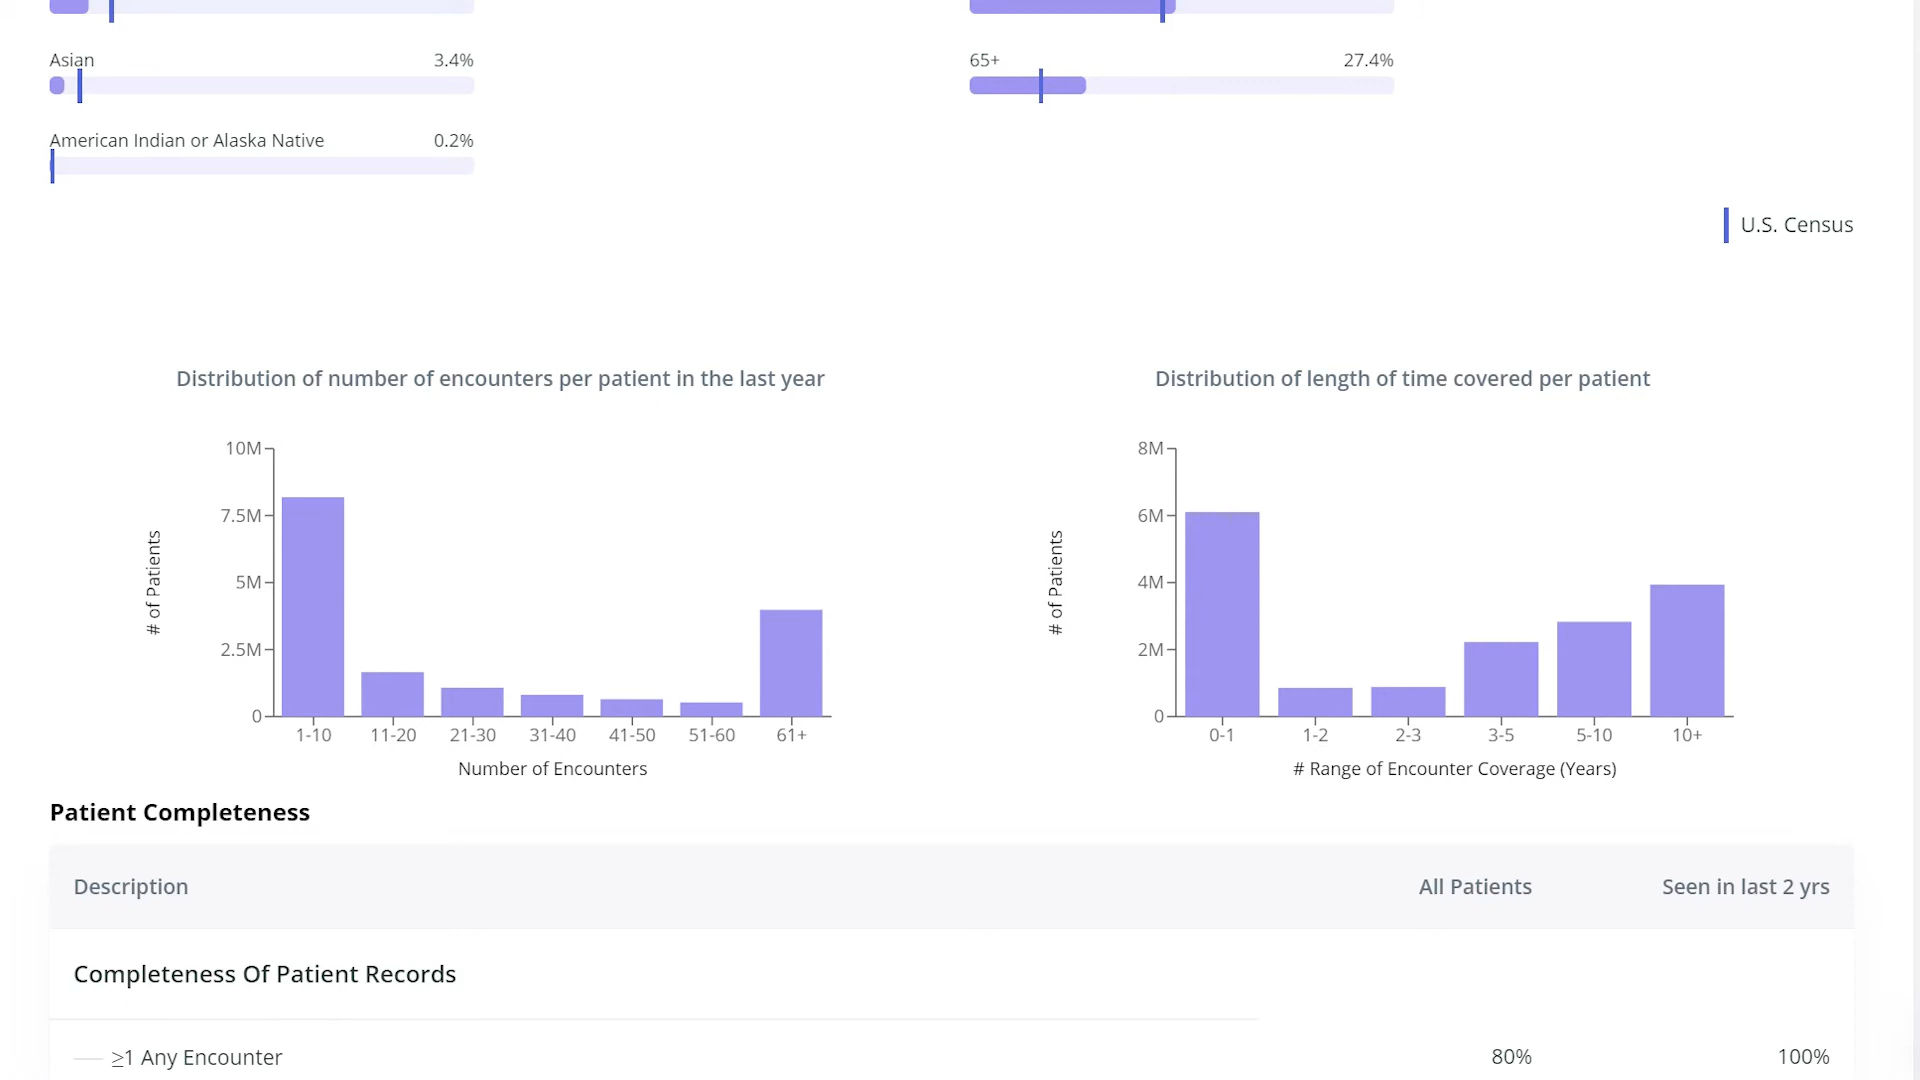 Asian 3.4%
65+ 27.4%
American Indian or Alaska Native 0.2%
U.S. Census
Distribution of number of encounters per patient in the last year
10M
7.5M
5M
2.5M
0
# of Patients
1-10 11-20 21-30 31-40 41-50 51-60 61+
Number of Encounters
Distribution of length of time covered per patient
8M
6M
4M
2M
0
# of Patients
0-1 1-2 2-3 3-5 5-10 10+
# Range of Encounter Coverage (Years)
Patient Completeness
Description All Patients Seen in last 2 yrs
Completeness Of Patient Records
≥1 Any Encounter 80% 100%